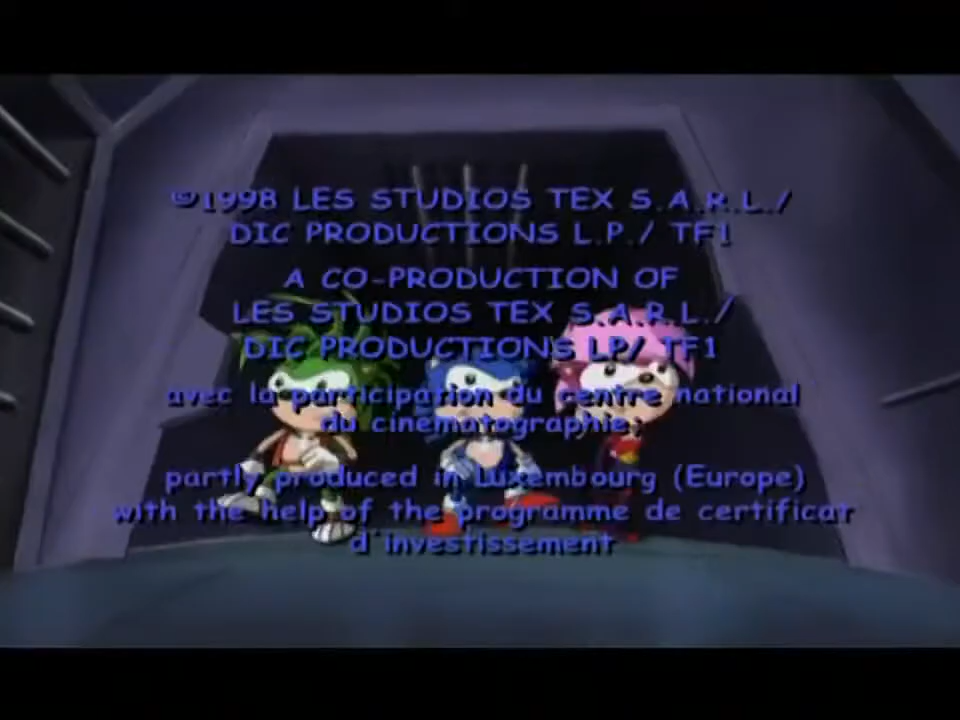 ©1998 LES STUDIOS TEX S.A.R.L./
DIC PRODUCTIONS L.P./ TF1
A CO-PRODUCTION OF
LES STUDIOS TEX S.A.R.L./
DIC PRODUCTIONS LP/ TF1
avec la participation du centre national
du cinematographie;
partly produced in Luxembourg (Europe)
with the help of the programme de certificat
d'investissement